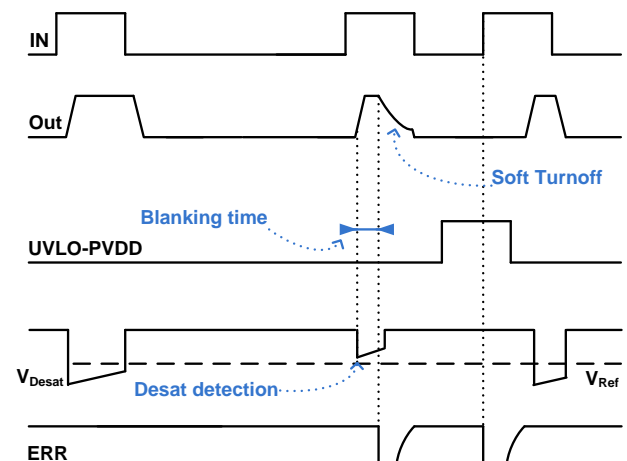 IN
Out
Soft Turnoff
Blanking time
UVLO-PVDD
VDesat
VRef
Desat detection
ERR